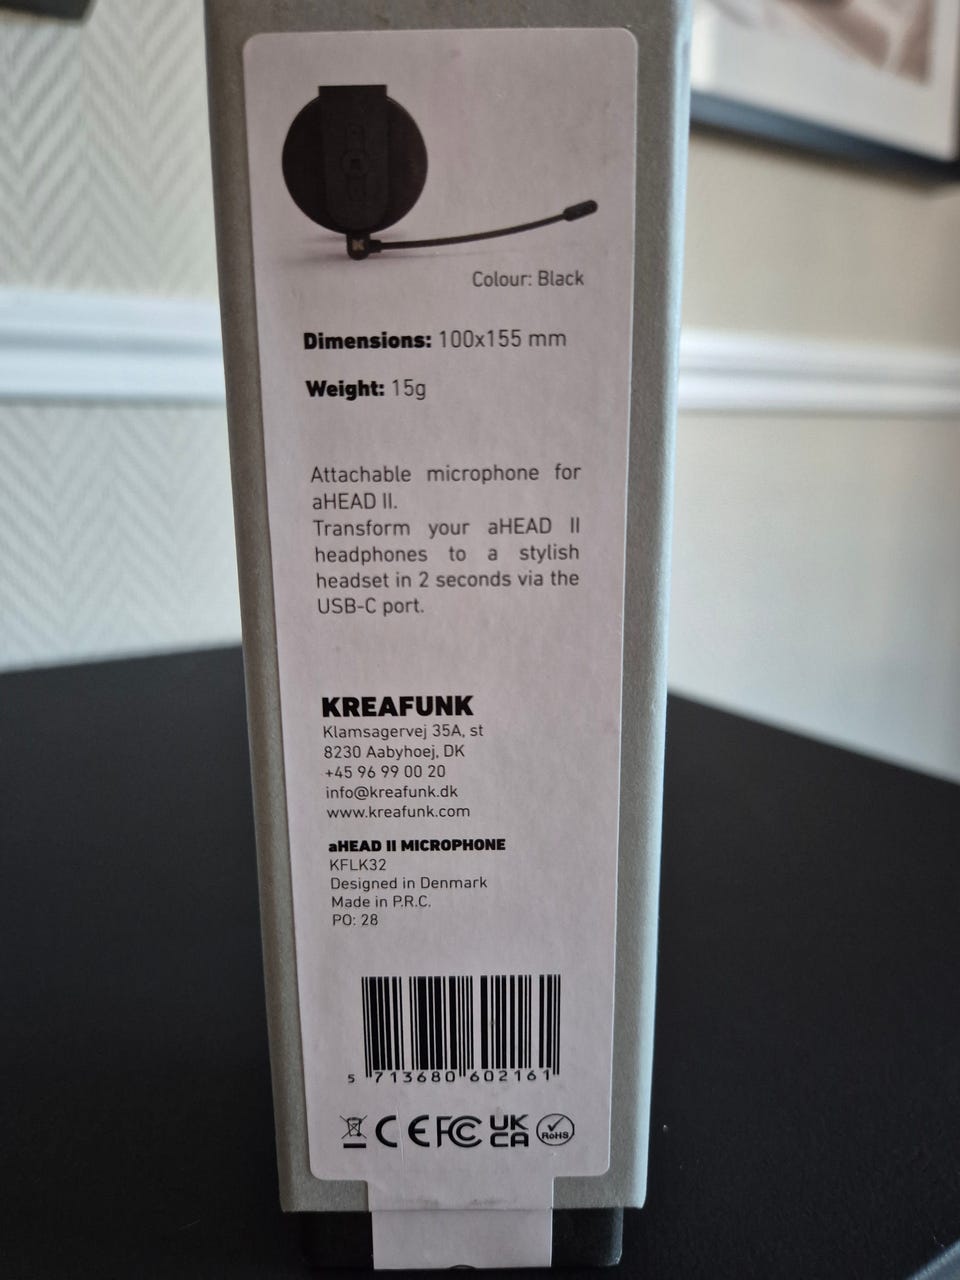 Colour: Black
Dimensions: 100x155 mm
Weight: 15g
Attachable microphone for
aHEAD II.
Transform your aHEAD II
headphones to a stylish
headset in 2 seconds via the
USB-C port.
KREAFUNK
Klamsagervej 35A, st
8230 Aabyhoej, DK
+45 96 99 00 20
info@kreafunk.dk
www.kreafunk.com
aHEAD II MICROPHONE
KFLK32
Designed in Denmark
Made in P.R.C.
PO: 28
5 713680 602161
CE FC UK CA RoHS